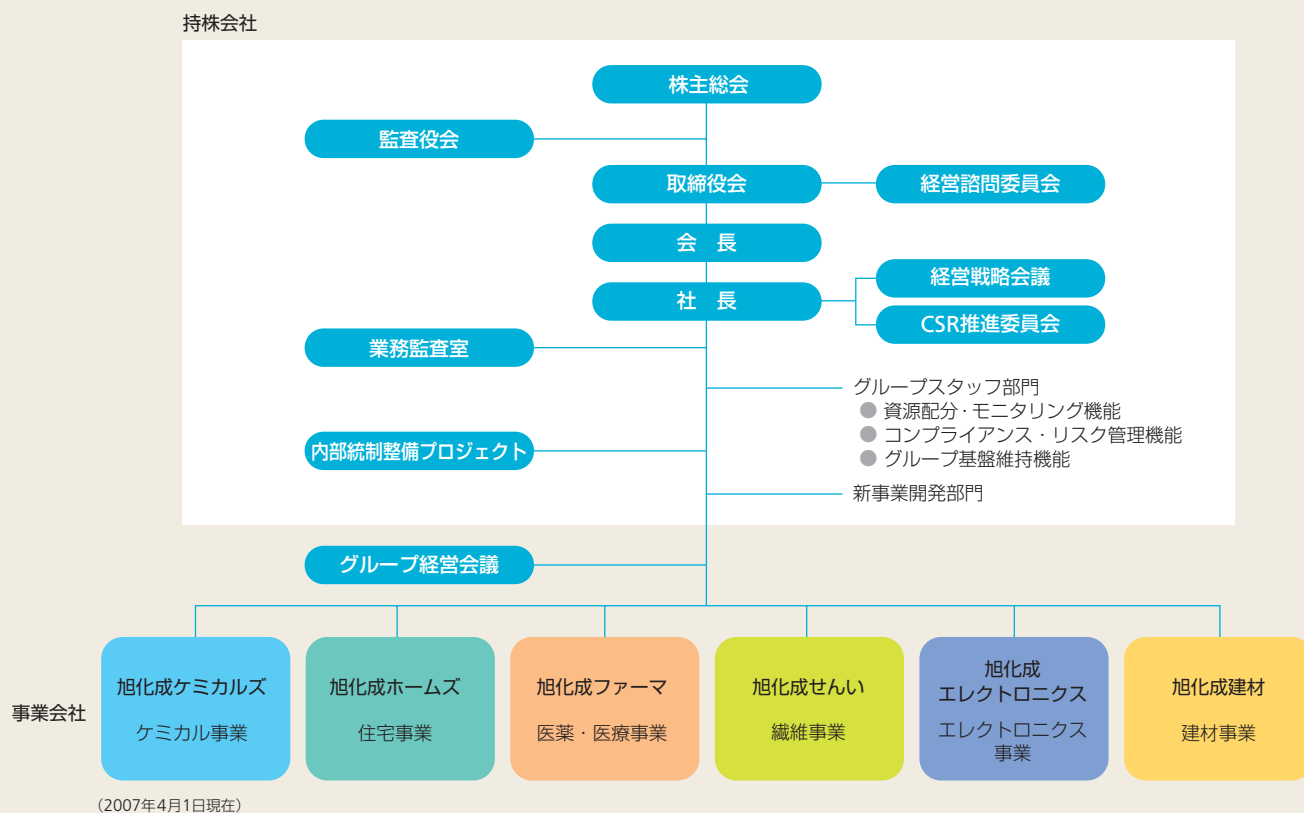 持株会社
株主総会
監査役会
取締役会
経営諮問委員会
会　長
経営戦略会議
社　長
CSR推進委員会
業務監査室
グループスタッフ部門
● 資源配分・モニタリング機能
● コンプライアンス・リスク管理機能
内部統制整備プロジェクト
● グループ基盤維持機能
新事業開発部門
グループ経営会議
事業会社
旭化成ケミカルズ
ケミカル事業
旭化成ホームズ
住宅事業
旭化成ファーマ
医薬・医療事業
旭化成せんい
繊維事業
旭化成
エレクトロニクス
エレクトロニクス
事業
旭化成建材
建材事業
（2007年4月1日現在）